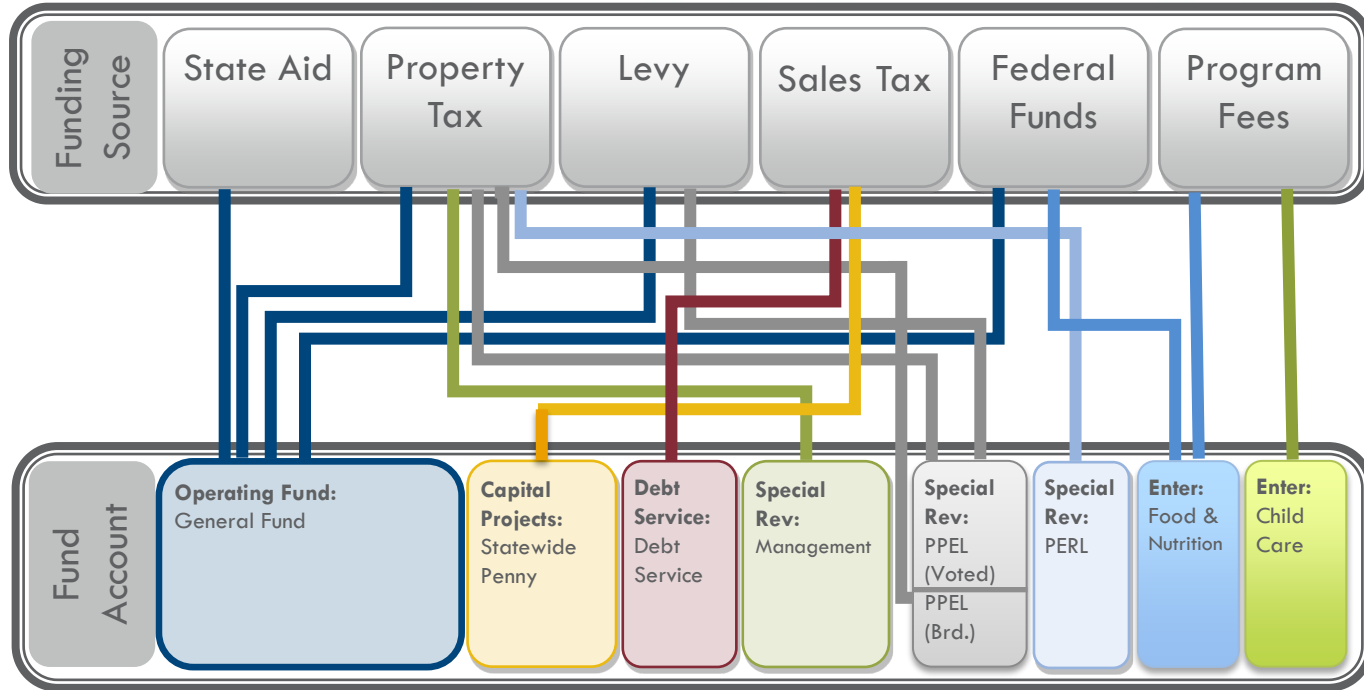 Funding
Source
State Aid
Property
Tax
Levy
Sales Tax
Federal
Funds
Program
Fees
Fund
Account
Operating Fund:
General Fund
Capital
Projects:
Statewide
Penny
Debt
Service:
Debt
Service
Special
Rev:
Management
Special
Rev:
PPEL
(Voted)
PPEL
(Brd.)
Special
Rev:
PERL
Enter:
Food &
Nutrition
Enter:
Child
Care